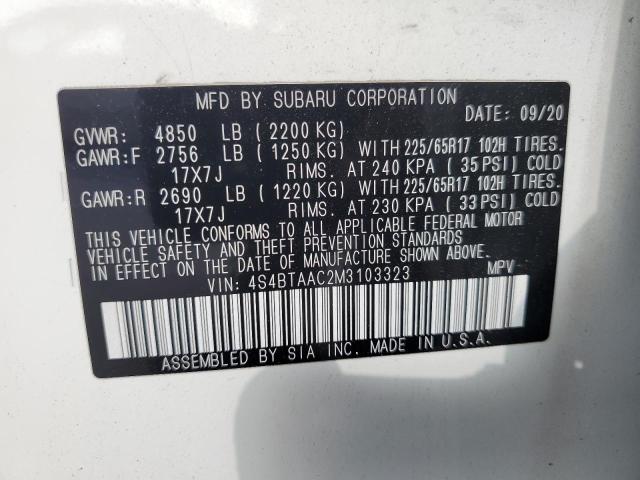 MFD BY SUBARU CORPORATION
DATE: 09/20
GVWR: 4850 LB (2200 KG)
GAWR:F 2756 LB (1250 KG) WITH 225/65R17 102H TIRES.
17X7J RIMS. AT 240 KPA (35 PSI) COLD
GAWR:R 2690 LB (1220 KG) WITH 225/65R17 102H TIRES.
17X7J RIMS. AT 230 KPA (33 PSI) COLD
THIS VEHICLE CONFORMS TO ALL APPLICABLE FEDERAL MOTOR
VEHICLE SAFETY AND THEFT PREVENTION STANDARDS
IN EFFECT ON THE DATE OF MANUFACTURE SHOWN ABOVE.
VIN: 4S4BTAAC2M3103323 MPV
ASSEMBLED BY SIA INC. MADE IN U.S.A.